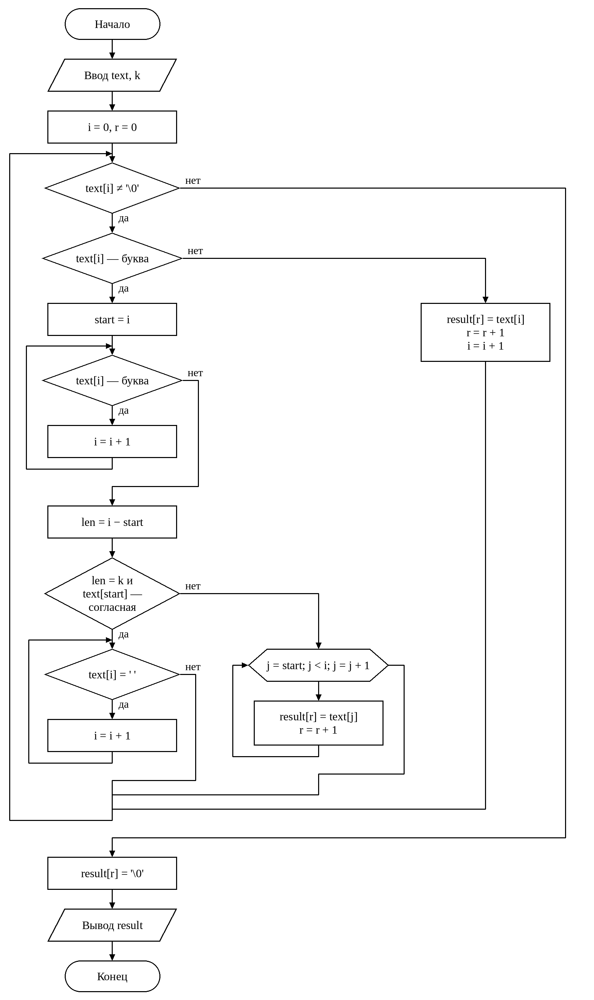 Начало
Ввод text, k
i = 0, r = 0
text[i] ≠ '\0'
нет
да
text[i] — буква
нет
да
start = i
result[r] = text[i]
r = r + 1
i = i + 1
text[i] — буква
нет
да
i = i + 1
len = i − start
len = k и
text[start] —
согласная
нет
да
text[i] = ' '
нет
да
i = i + 1
j = start; j < i; j = j + 1
result[r] = text[j]
r = r + 1
result[r] = '\0'
Вывод result
Конец